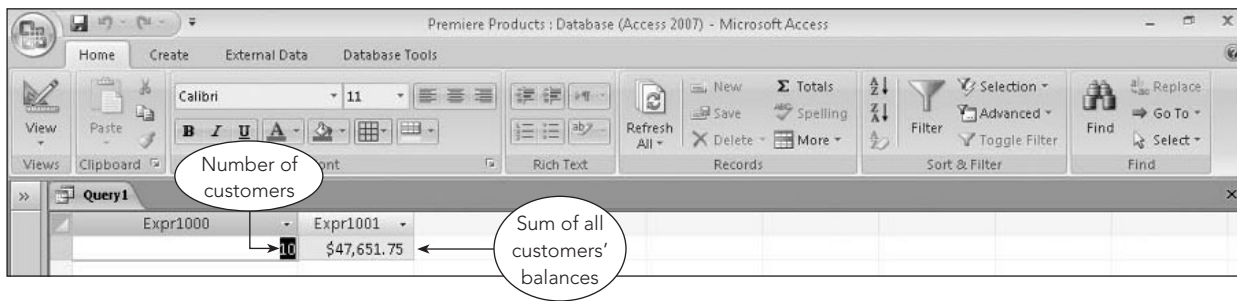 Premiere Products : Database (Access 2007) - Microsoft Access
Home Create External Data Database Tools
Calibri 11 New Σ Totals Selection Replace
Save Spelling Advanced Go To
View Paste B I U A Refresh All Delete More Filter Toggle Filter Find Select
Views Clipboard Font Rich Text Records Sort & Filter Find
Number of
customers
Query1
Expr1000 Expr1001
10 $47,651.75
Sum of all
customers'
balances